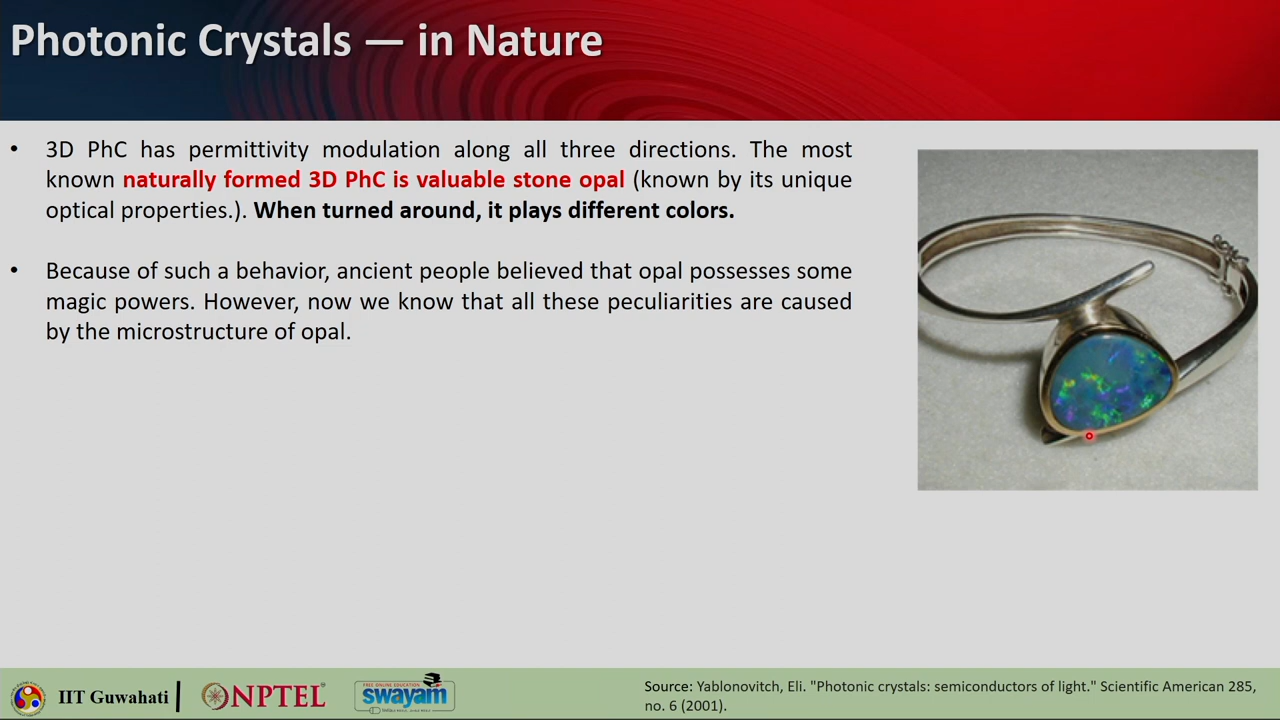 Photonic Crystals — in Nature
• 3D PhC has permittivity modulation along all three directions. The most
known naturally formed 3D PhC is valuable stone opal (known by its unique
optical properties.). When turned around, it plays different colors.
• Because of such a behavior, ancient people believed that opal possesses some
magic powers. However, now we know that all these peculiarities are caused
by the microstructure of opal.
IIT Guwahati
NPTEL
FREE ONLINE EDUCATION
swayam
Source: Yablonovitch, Eli. "Photonic crystals: semiconductors of light." Scientific American 285,
no. 6 (2001).